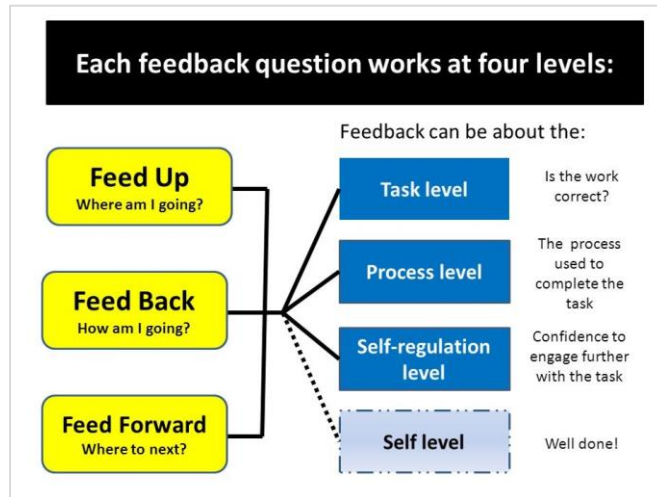 Each feedback question works at four levels:
Feedback can be about the:
Feed Up
Where am I going?
Feed Back
How am I going?
Feed Forward
Where to next?
Task level
Is the work
correct?
Process level
The process
used to
complete the
task
Self-regulation
level
Confidence to
engage further
with the task
Self level
Well done!